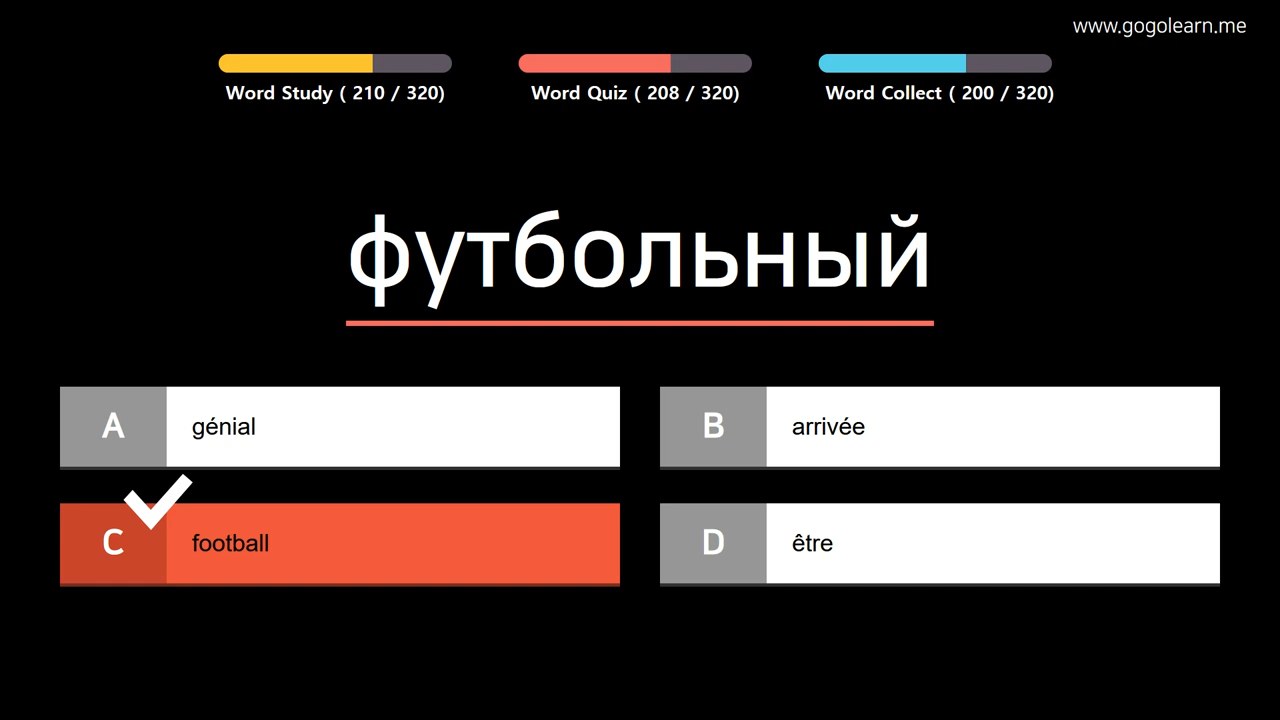 www.gogolearn.me
Word Study ( 210 / 320)
Word Quiz ( 208 / 320)
Word Collect ( 200 / 320)
футбольный
A
génial
B
arrivée
C
football
D
être